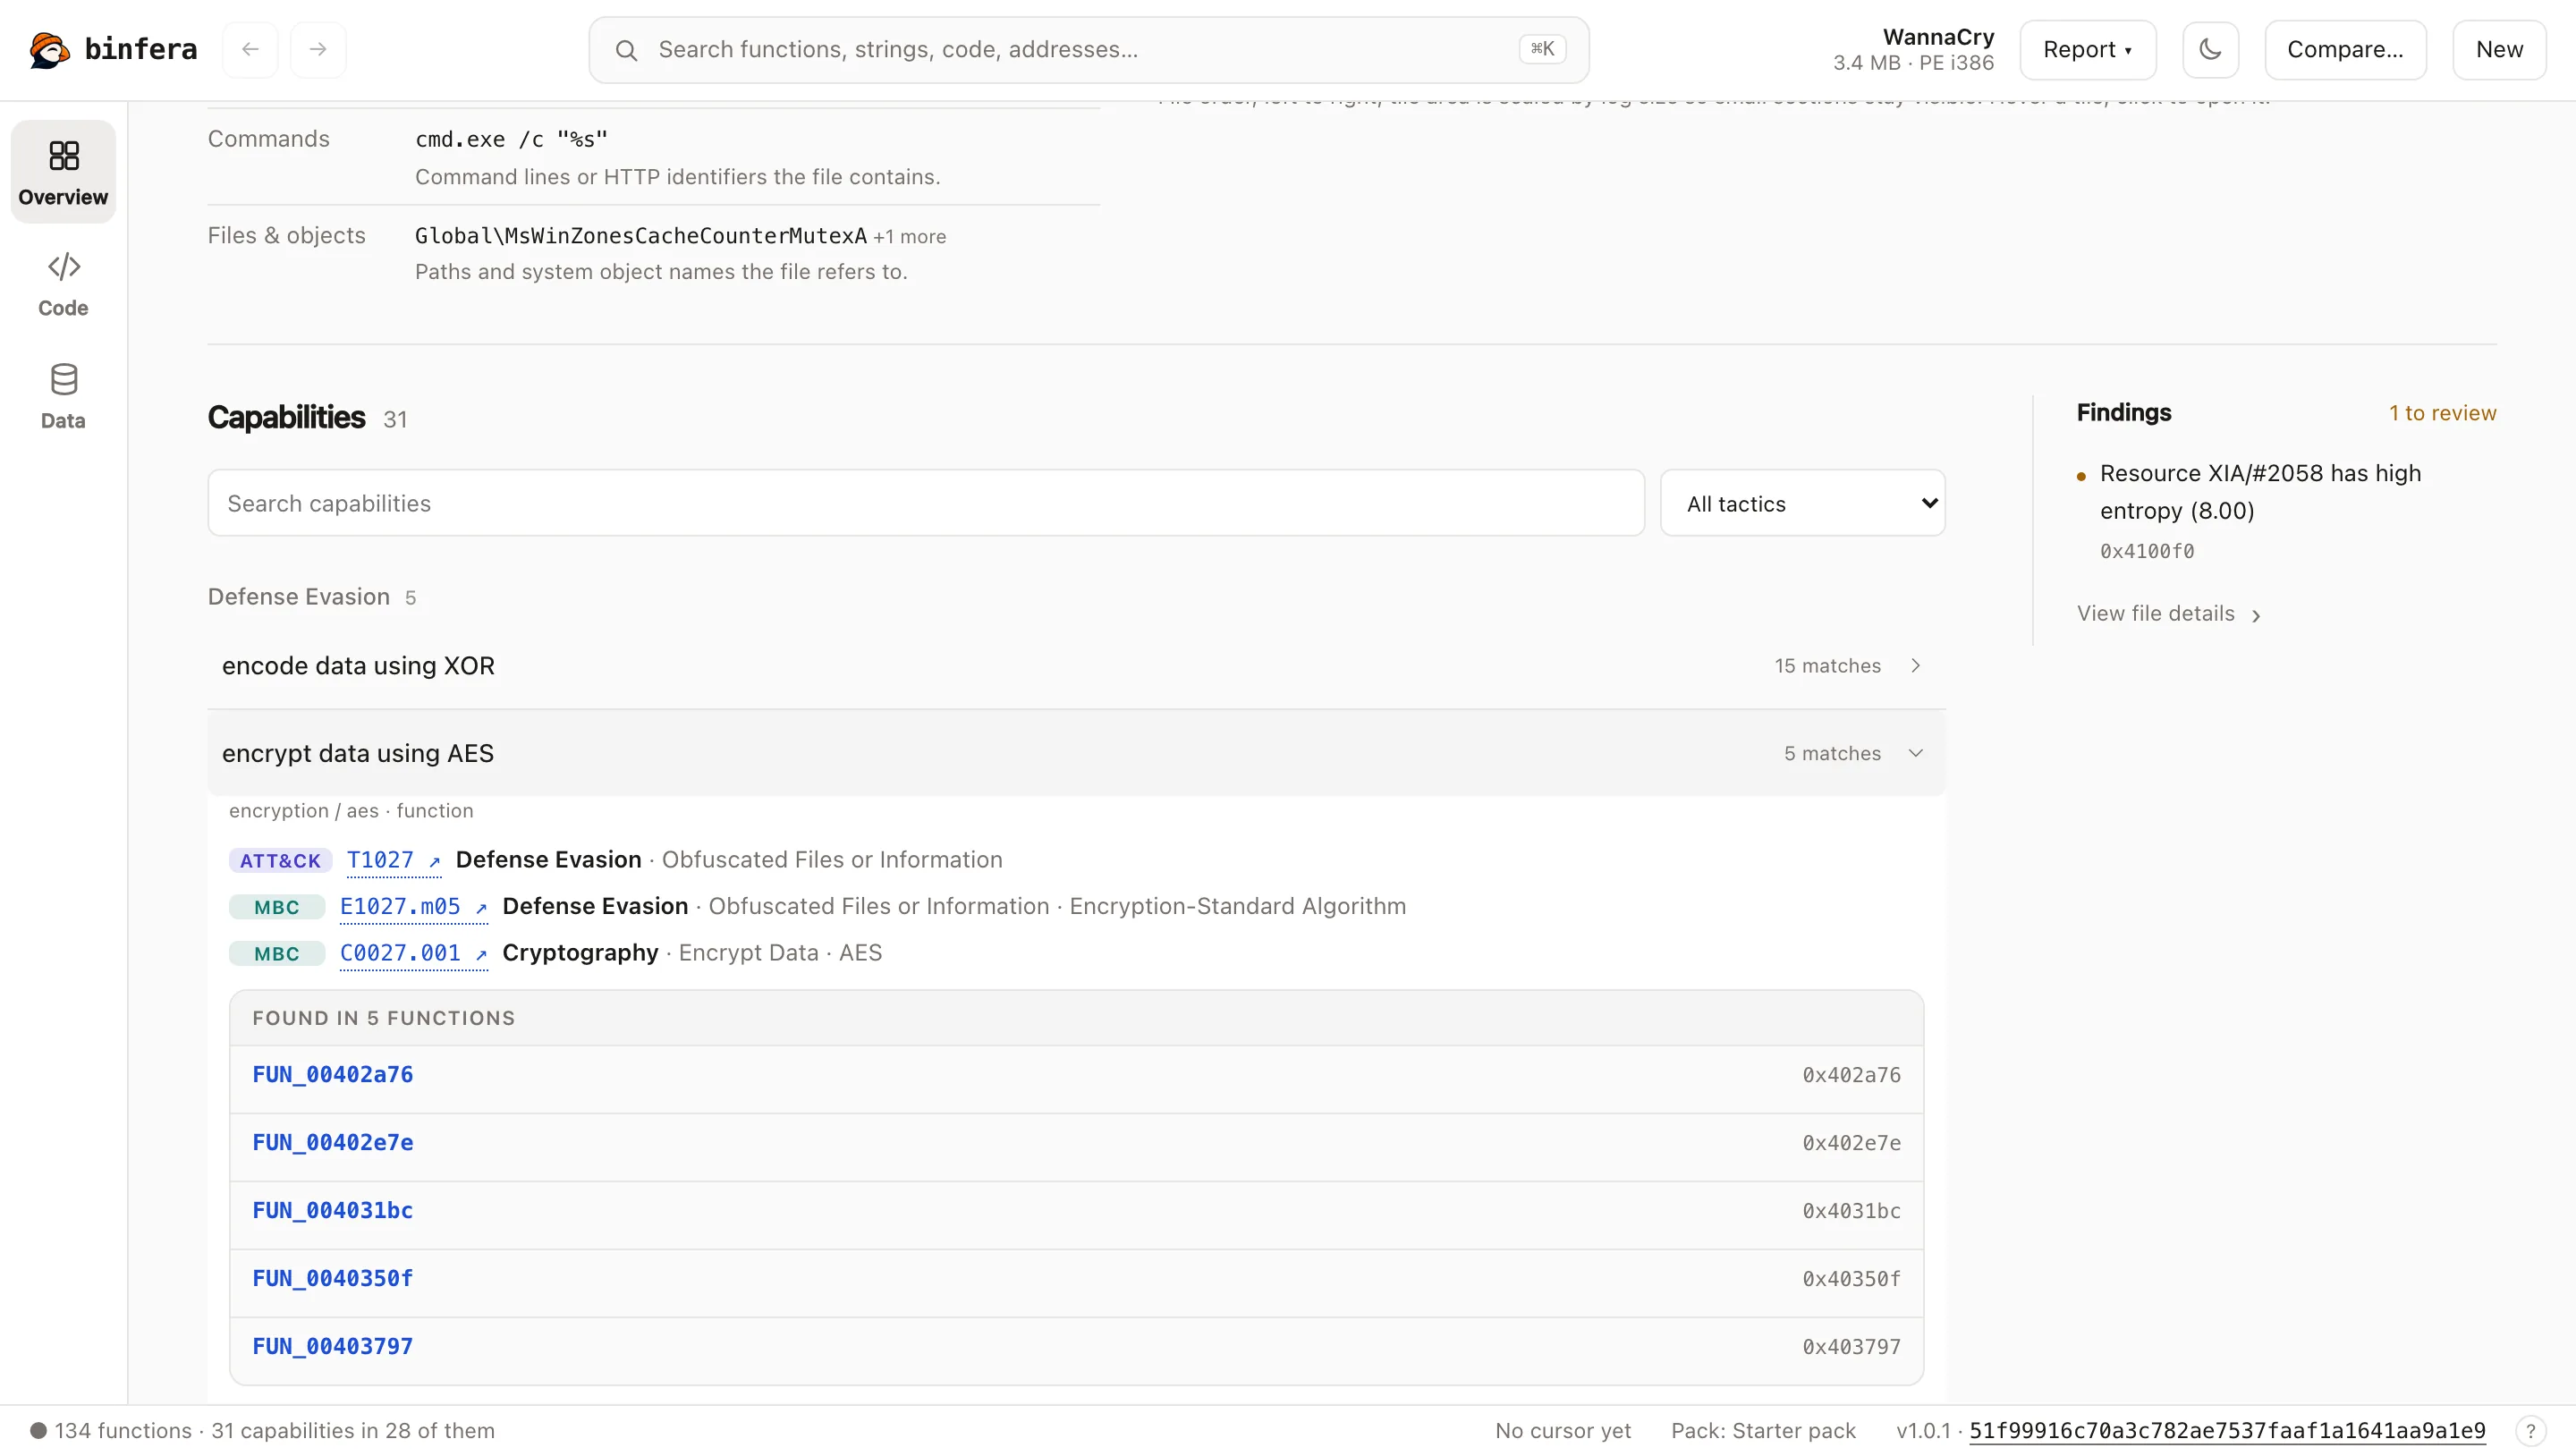 binfera
Search functions, strings, code, addresses...
⌘K
WannaCry
3.4 MB · PE i386
Report ▾
Compare...
New
Overview
Code
Data
Commands
cmd.exe /c "%s"
Command lines or HTTP identifiers the file contains.
Files & objects
Global\MsWinZonesCacheCounterMutexA +1 more
Paths and system object names the file refers to.
Capabilities 31
Search capabilities
All tactics
Defense Evasion 5
encode data using XOR
15 matches
encrypt data using AES
5 matches
encryption / aes · function
ATT&CK T1027 ↗ Defense Evasion · Obfuscated Files or Information
MBC E1027.m05 ↗ Defense Evasion · Obfuscated Files or Information · Encryption-Standard Algorithm
MBC C0027.001 ↗ Cryptography · Encrypt Data · AES
FOUND IN 5 FUNCTIONS
FUN_00402a76 0x402a76
FUN_00402e7e 0x402e7e
FUN_004031bc 0x4031bc
FUN_0040350f 0x40350f
FUN_00403797 0x403797
Findings
1 to review
Resource XIA/#2058 has high
entropy (8.00)
0x4100f0
View file details ›
134 functions · 31 capabilities in 28 of them
No cursor yet
Pack: Starter pack
v1.0.1 · 51f99916c70a3c782ae7537faaf1a1641aa9a1e9
?